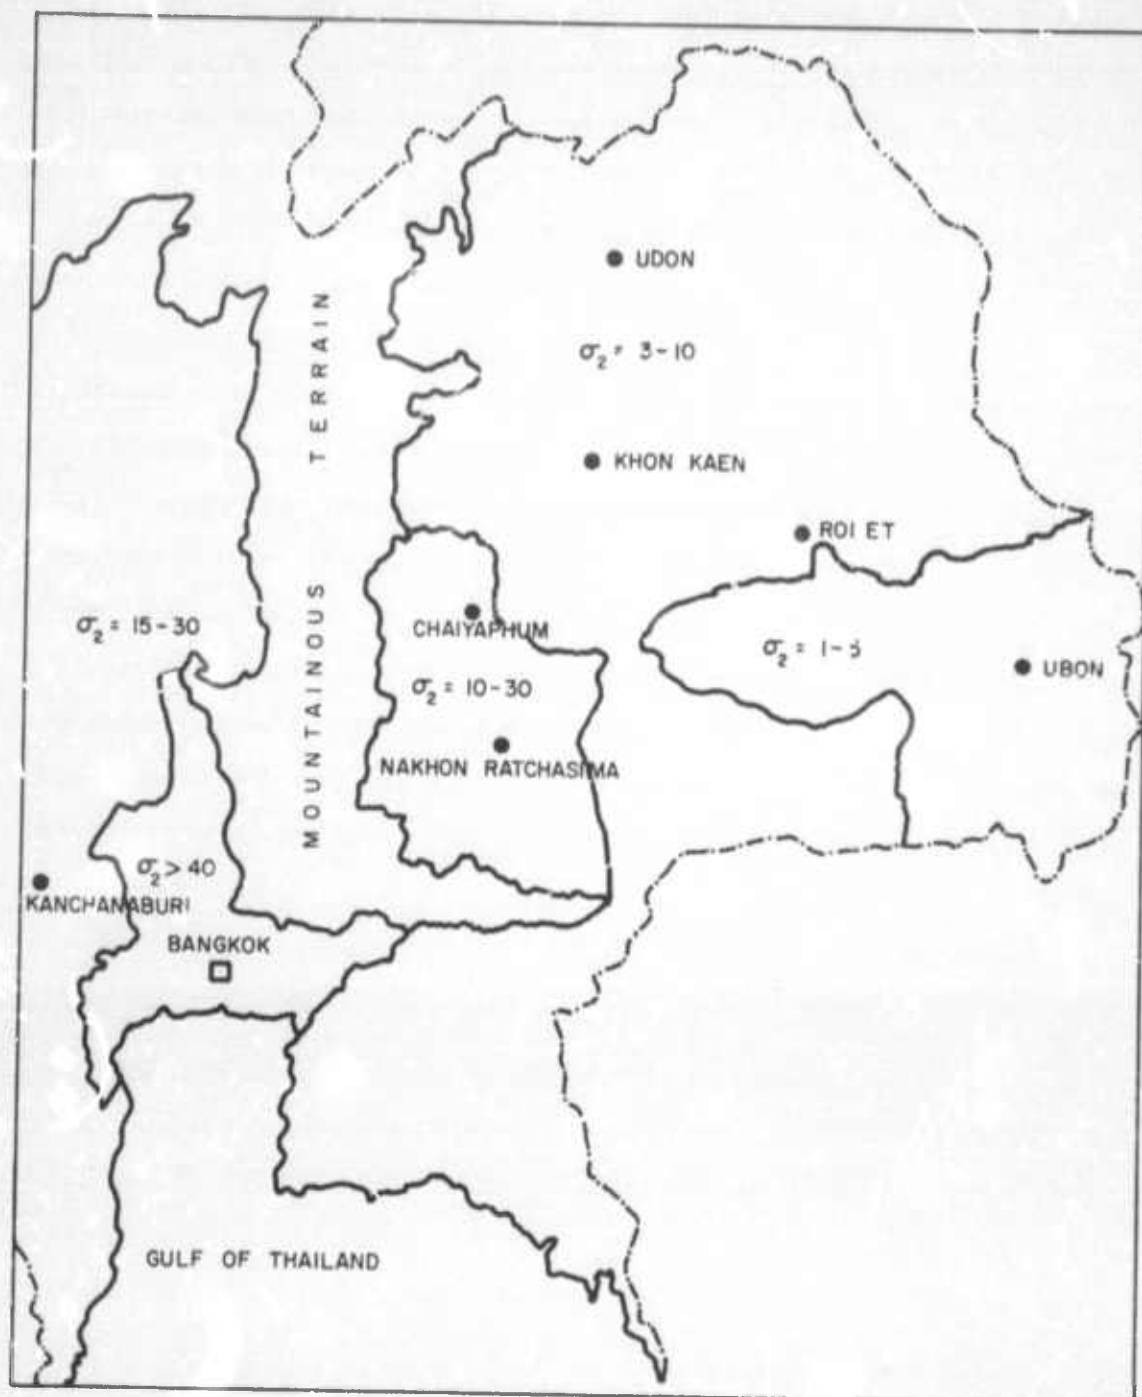 UDON
σ₂ = 3-10
TERRAIN
KHON KAEN
ROI ET
MOUNTAINOUS
σ₂ = 15-30
CHAIYAPHUM
σ₂ = 1-3
UBON
σ₂ = 10-30
NAKHON RATCHASIMA
σ₂ > 40
KANCHANABURI
BANGKOK
GULF OF THAILAND